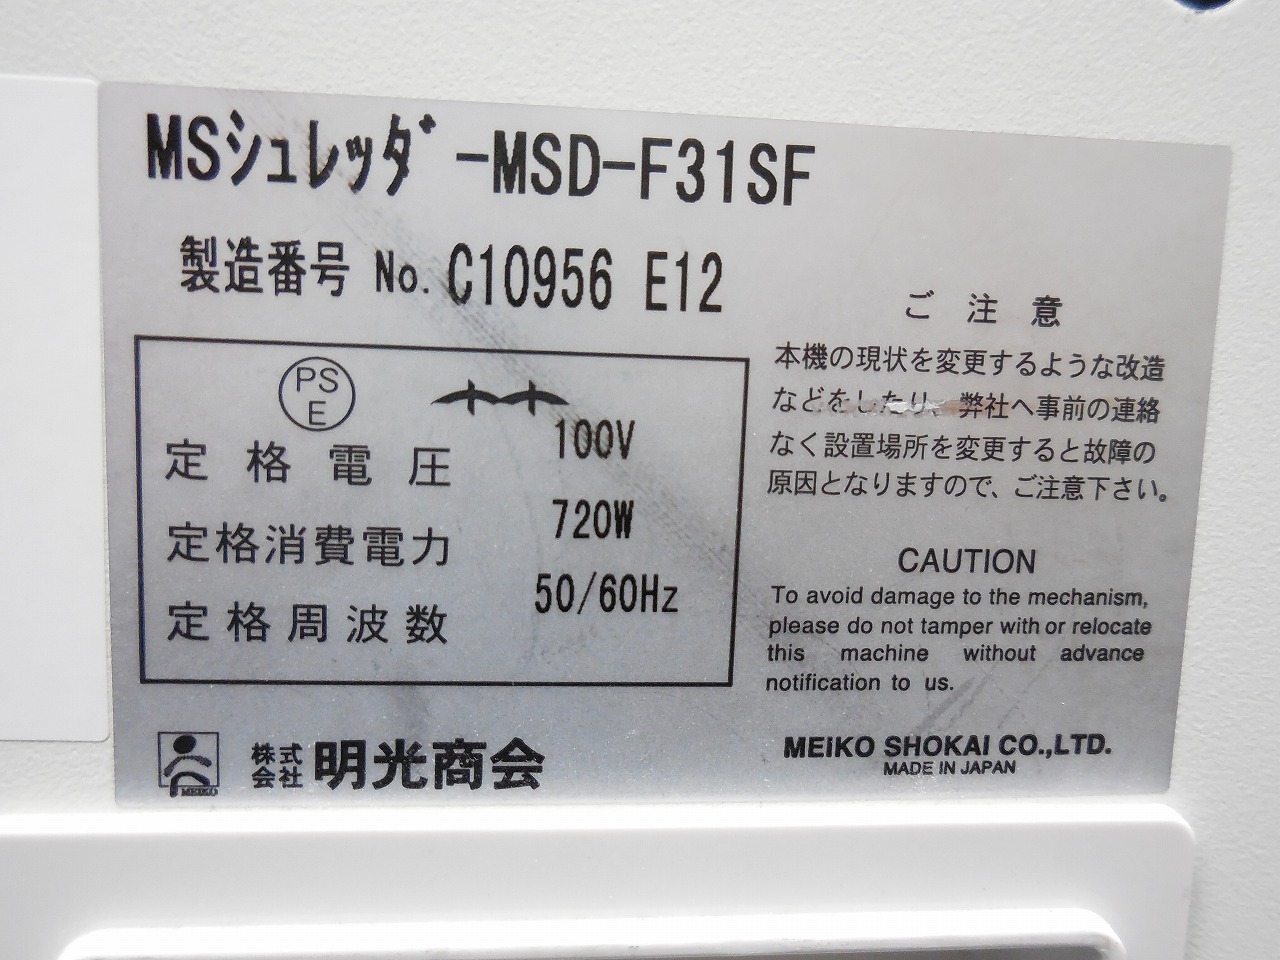 MSシュレッダ-MSD-F31SF
製造番号 No. C10956 E12
PS
E
定格電圧 100V
定格消費電力 720W
定格周波数 50/60Hz
ご注意
本機の現状を変更するような改造
などをしたり、弊社へ事前の連絡
なく設置場所を変更すると故障の
原因となりますので、ご注意下さい。
CAUTION
To avoid damage to the mechanism,
please do not tamper with or relocate
this machine without advance
notification to us.
MEIKO
株式会社 明光商会
MEIKO SHOKAI CO.,LTD.
MADE IN JAPAN